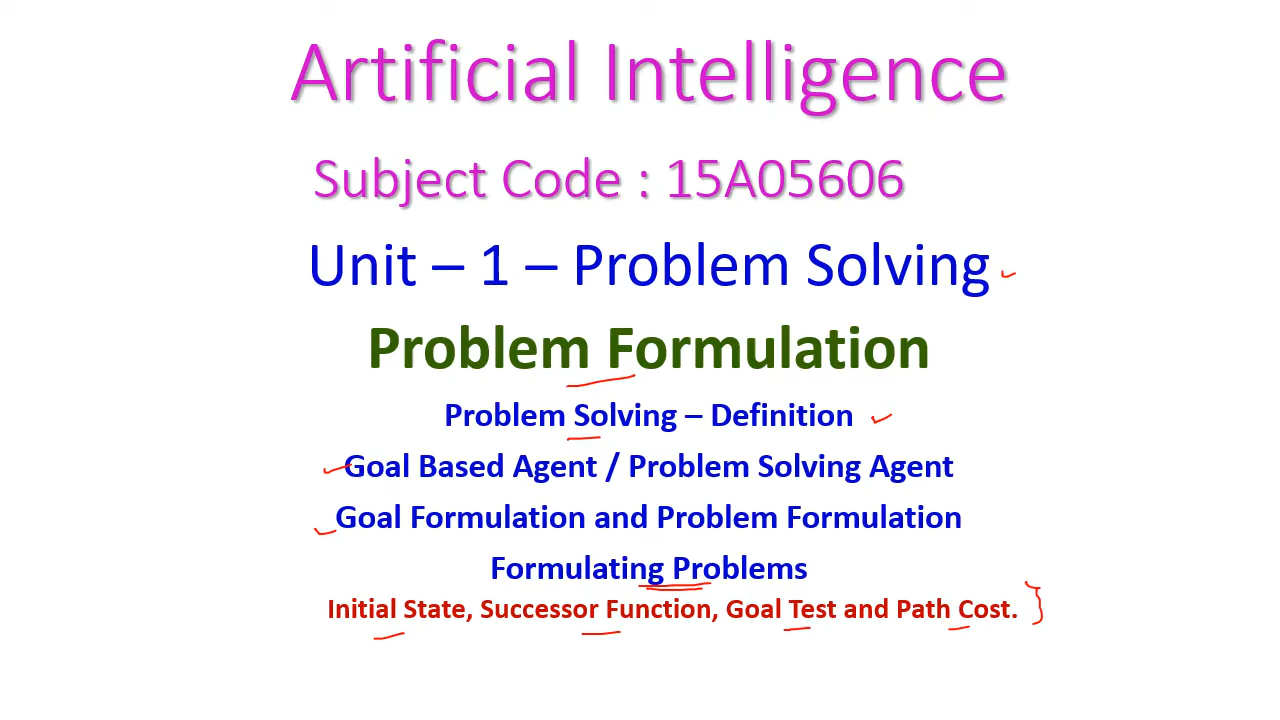 Artificial Intelligence
Subject Code : 15A05606
Unit – 1 – Problem Solving
Problem Formulation
Problem Solving – Definition
Goal Based Agent / Problem Solving Agent
Goal Formulation and Problem Formulation
Formulating Problems
Initial State, Successor Function, Goal Test and Path Cost.